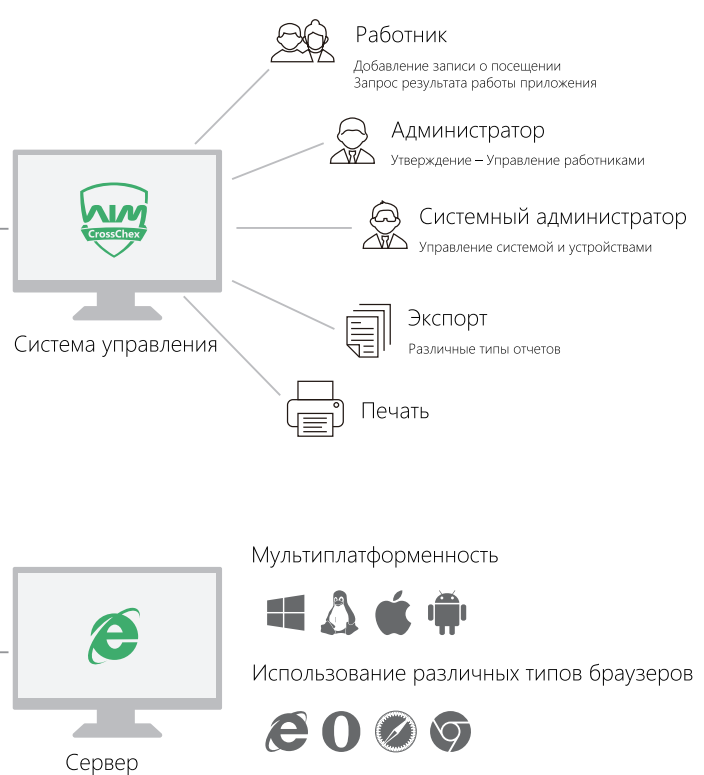 Работник
Добавление записи о посещении
Запрос результата работы приложения
Администратор
Утверждение – Управление работниками
AIM
CrossChex
Системный администратор
Управление системой и устройствами
Экспорт
Различные типы отчетов
Система управления
Печать
Мультиплатформенность
Использование различных типов браузеров
Сервер